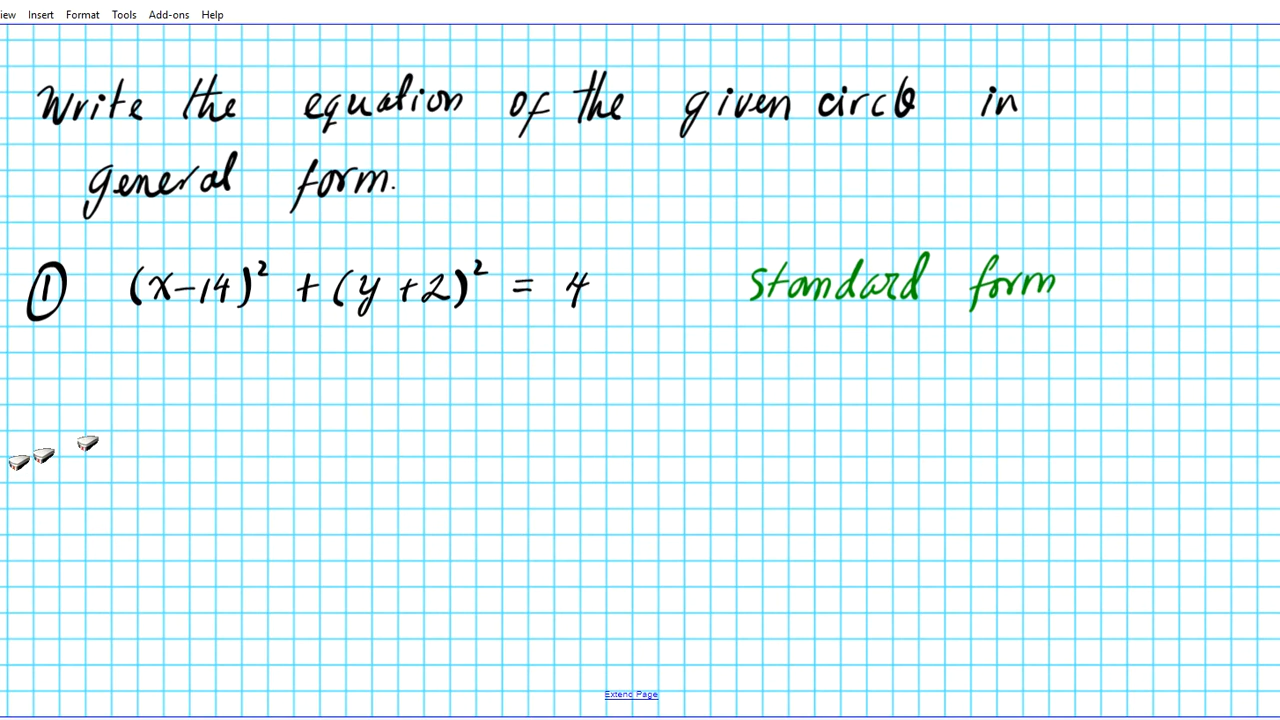 iew Insert Format Tools Add-ons Help
Write the equation of the given circle in
general form.
① (x-14)² + (y+2)² = 4 standard form
Extend Page